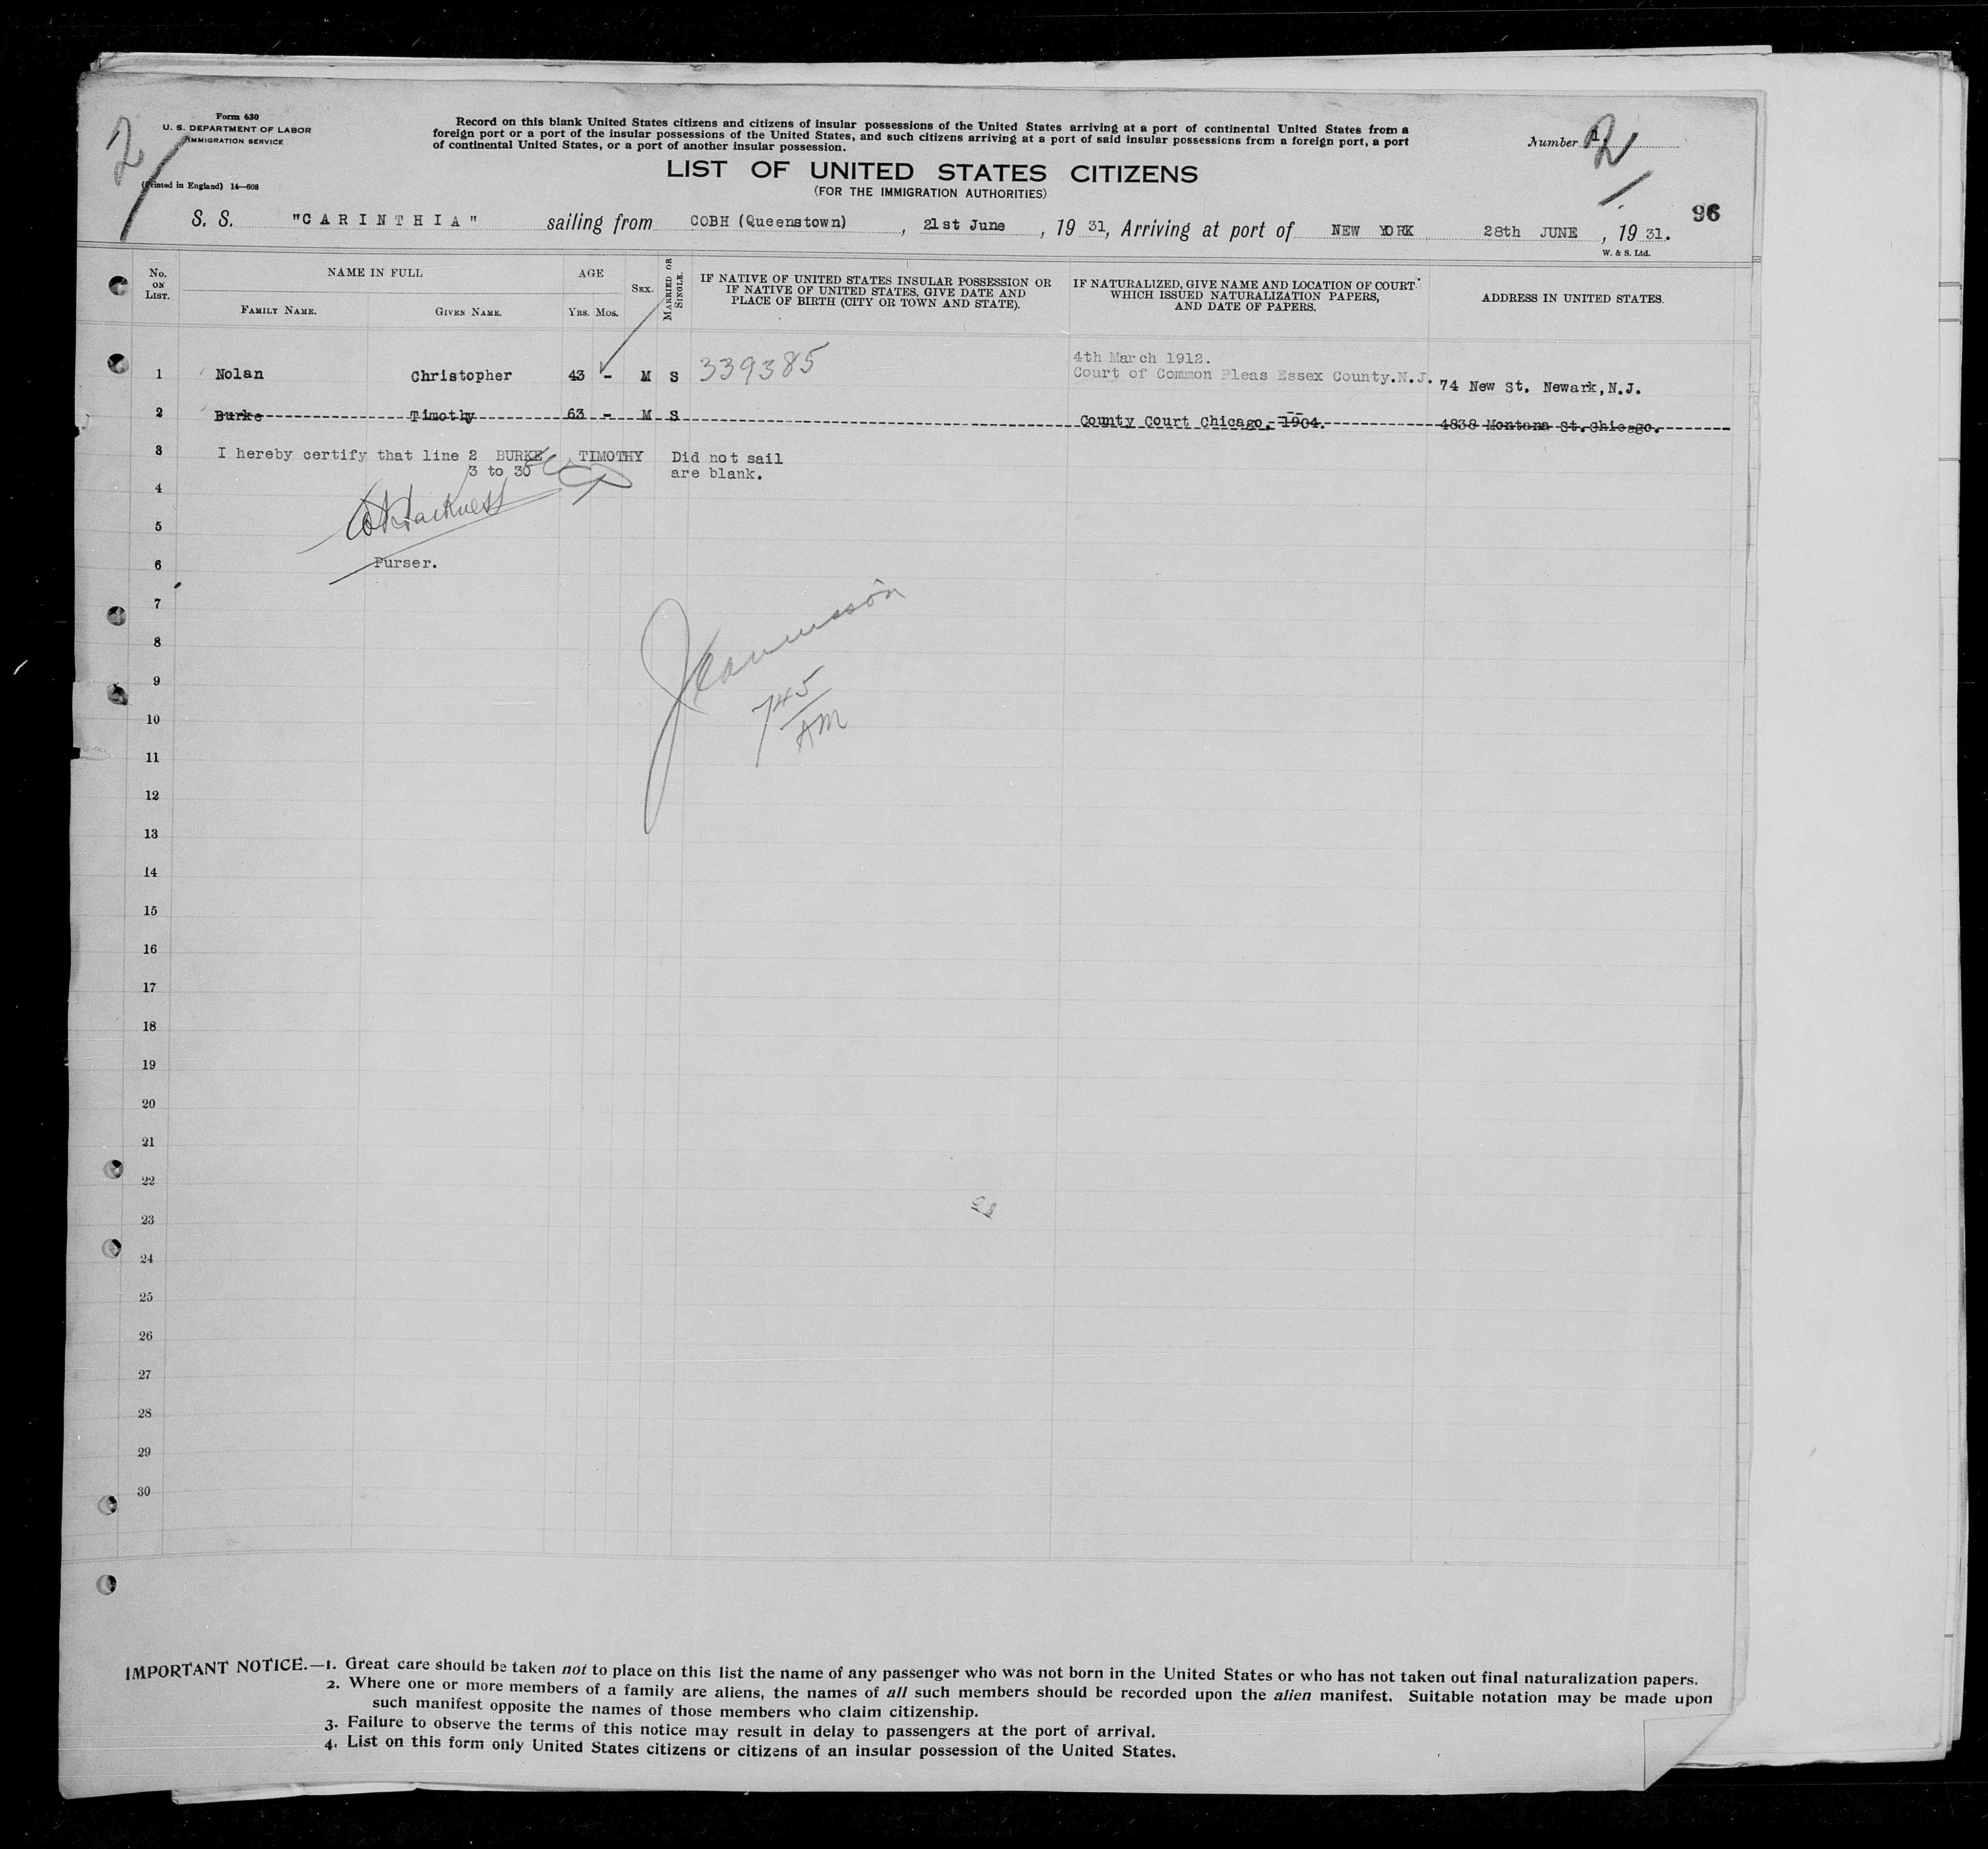 Form 630
U. S. DEPARTMENT OF LABOR
IMMIGRATION SERVICE
(Printed in England) 14—608
2
Record on this blank United States citizens and citizens of insular possessions of the United States arriving at a port of continental United States from a
foreign port or a port of the insular possessions of the United States, and such citizens arriving at a port of said insular possessions from a foreign port, a port
of continental United States, or a port of another insular possession.
Number 2
LIST OF UNITED STATES CITIZENS
(FOR THE IMMIGRATION AUTHORITIES)
96
S. S. "CARINTHIA" sailing from COBH (Queenstown), 21st June, 19 31, Arriving at port of NEW YORK 28th JUNE, 19 31.
W. & S. Ltd.
No. ON LIST.
NAME IN FULL
FAMILY NAME. GIVEN NAME.
AGE
YRS. MOS.
SEX.
MARRIED OR SINGLE.
IF NATIVE OF UNITED STATES INSULAR POSSESSION OR
IF NATIVE OF UNITED STATES, GIVE DATE AND
PLACE OF BIRTH (CITY OR TOWN AND STATE).
IF NATURALIZED, GIVE NAME AND LOCATION OF COURT
WHICH ISSUED NATURALIZATION PAPERS,
AND DATE OF PAPERS.
ADDRESS IN UNITED STATES.
4th March 1912.
1 Nolan Christopher 43 - M S 339385 Court of Common Pleas Essex County.N.J. 74 New St. Newark,N.J.
2 Burke Timothy 63 - M S County Court Chicago, -- 1904. 4838 Montana St.Chicago.
3 I hereby certify that line 2 BURKE TIMOTHY Did not sail
3 to 30 are blank.
4
5
6 Purser.
7
8
9
745
AM
10
11
12
13
14
15
16
17
18
19
20
21
22
23
24
25
26
27
28
29
30
IMPORTANT NOTICE.—1. Great care should be taken not to place on this list the name of any passenger who was not born in the United States or who has not taken out final naturalization papers.
2. Where one or more members of a family are aliens, the names of all such members should be recorded upon the alien manifest. Suitable notation may be made upon
such manifest opposite the names of those members who claim citizenship.
3. Failure to observe the terms of this notice may result in delay to passengers at the port of arrival.
4. List on this form only United States citizens or citizens of an insular possession of the United States.